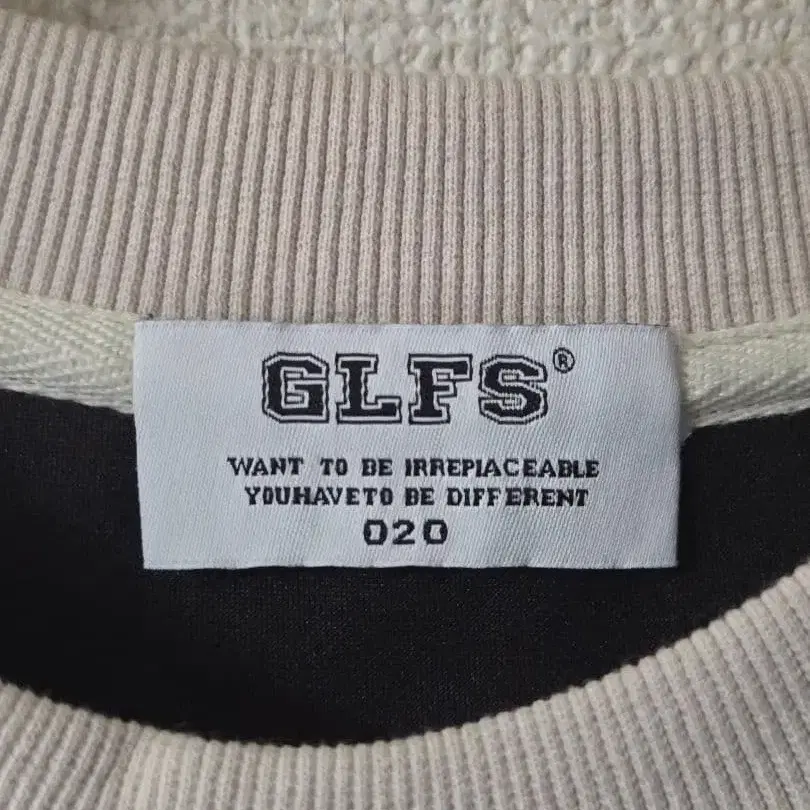 GLFS®
WANT TO BE IRREPIACEABLE
YOUHAVETO BE DIFFERENT
020